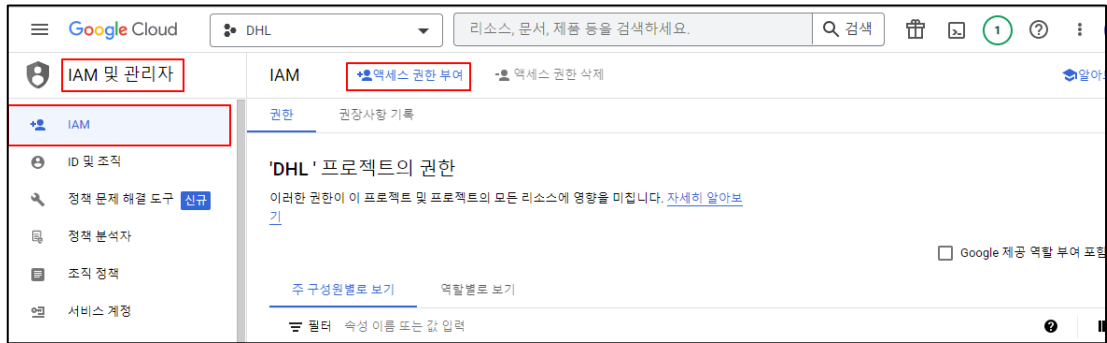 Google Cloud
DHL
리소스, 문서, 제품 등을 검색하세요.
검색
1
IAM 및 관리자
IAM
액세스 권한 부여
액세스 권한 삭제
알아보
IAM
권한
권장사항 기록
ID 및 조직
'DHL ' 프로젝트의 권한
정책 문제 해결 도구 신규
이러한 권한이 이 프로젝트 및 프로젝트의 모든 리소스에 영향을 미칩니다. 자세히 알아보
기
정책 분석자
Google 제공 역할 부여 포함
조직 정책
주 구성원별로 보기
역할별로 보기
서비스 계정
필터 속성 이름 또는 값 입력